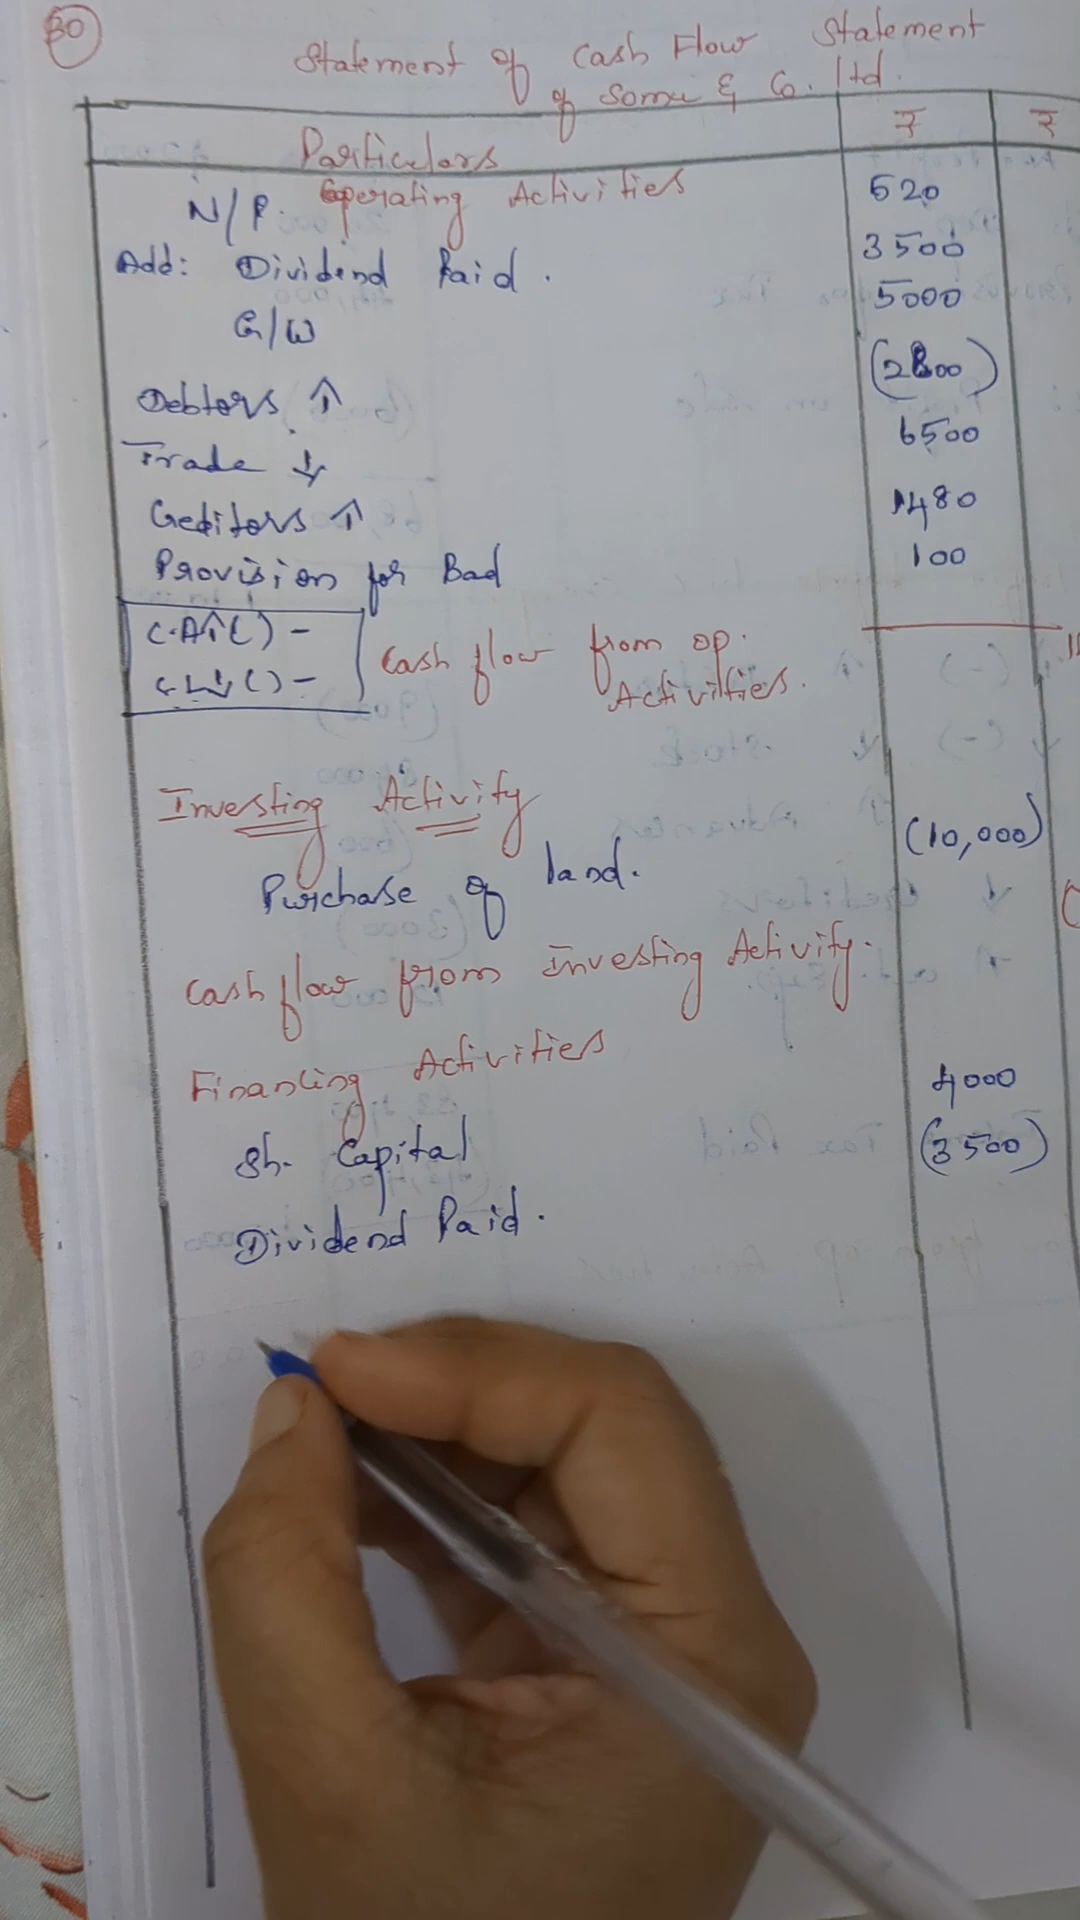 30
Statement of Cash Flow Statement
of Somu & Co. ltd.
Particulars ₹ ₹
Operating Activities
N/P. 520
Add: Dividend Paid. 3500
G/W 5000
Debtors ↑ (2800)
Trade ↓ 6500
Creditors ↑ 1480
Provision for Bad 100
C.A↑( ) -
C.L↓( ) -
Cash flow from op.
Activities.
Investing Activity
Purchase of land. (10,000)
Cash flow from Investing Activity.
Financing Activities
Sh. Capital 4000
Dividend Paid. (3500)